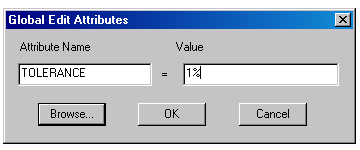 Global Edit Attributes
Attribute Name Value
TOLERANCE = 1%
Browse... OK Cancel